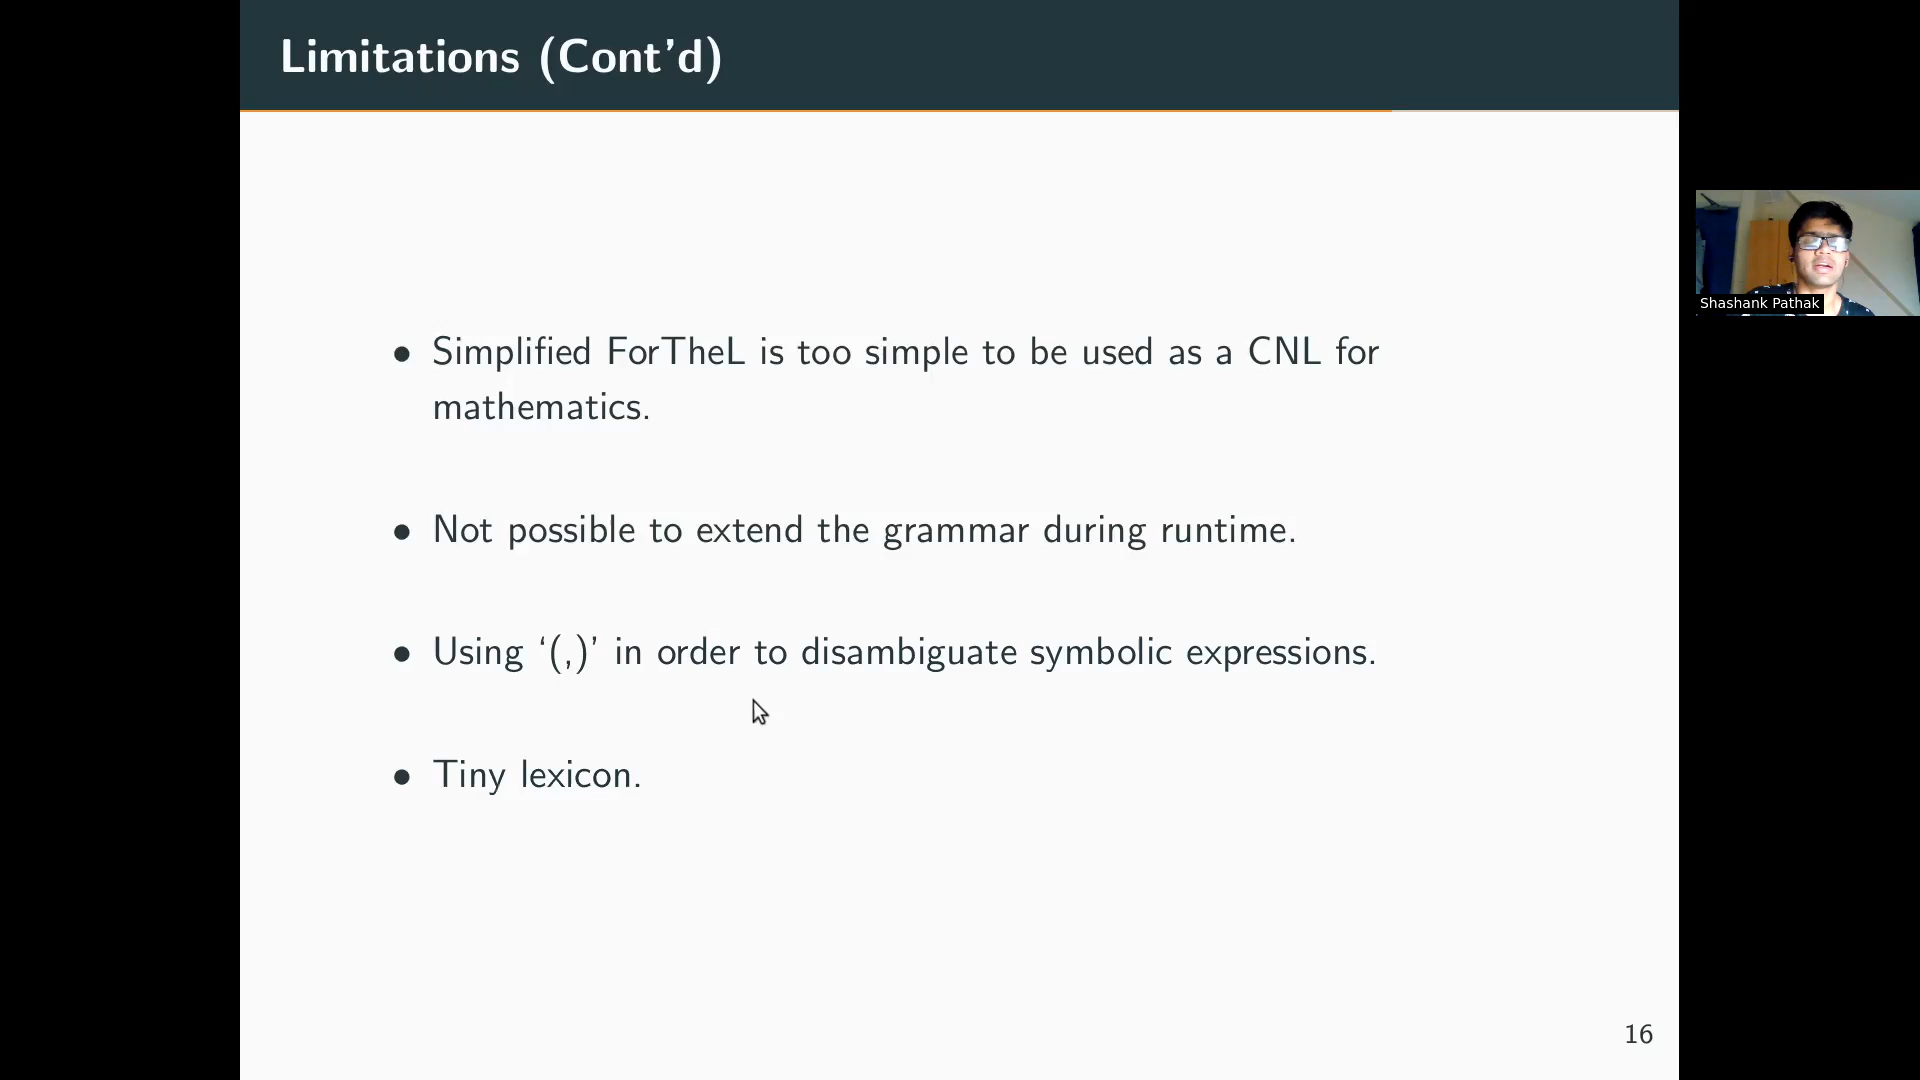 Limitations (Cont’d)
• Simplified ForTheL is too simple to be used as a CNL for
mathematics.
• Not possible to extend the grammar during runtime.
• Using ‘(,)’ in order to disambiguate symbolic expressions.
• Tiny lexicon.
16
Shashank Pathak